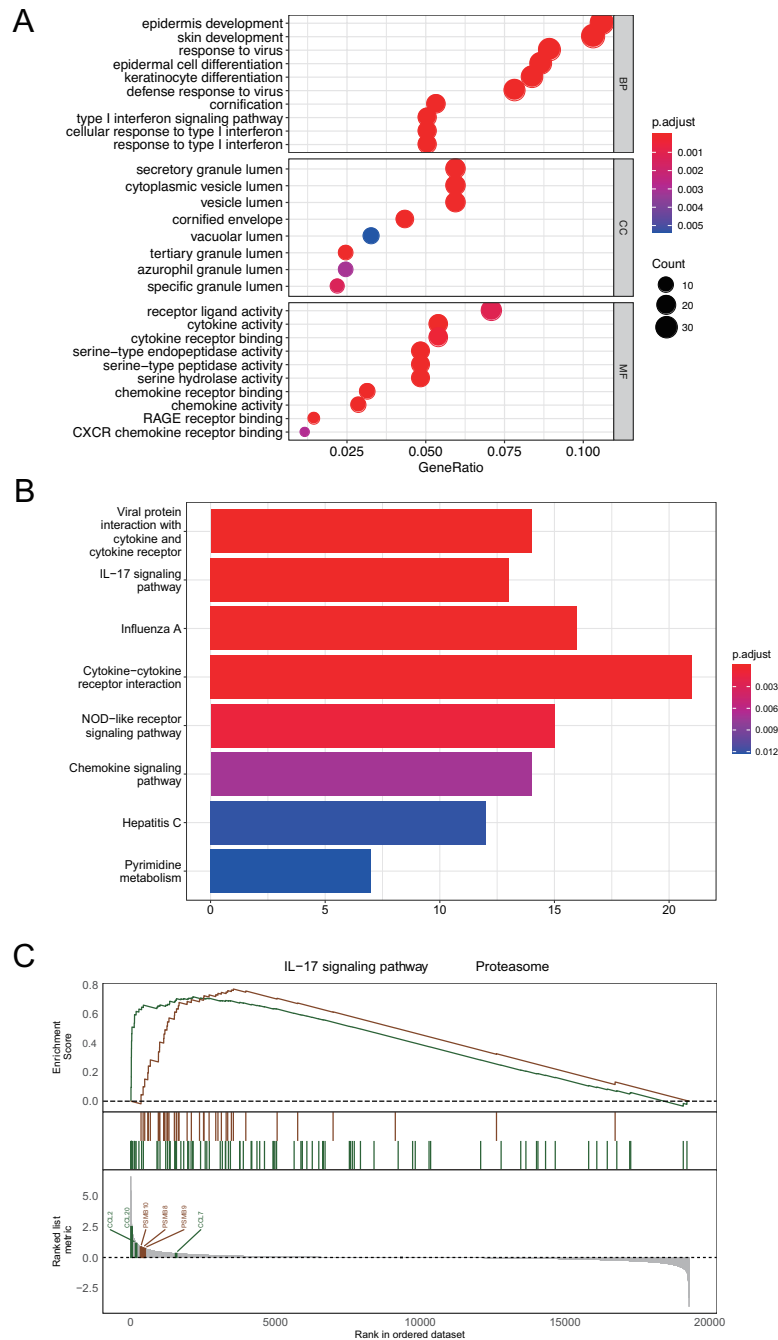 A
epidermis development
skin development
response to virus
epidermal cell differentiation
keratinocyte differentiation
defense response to virus
cornification
type I interferon signaling pathway
cellular response to type I interferon
response to type I interferon
BP
secretory granule lumen
cytoplasmic vesicle lumen
vesicle lumen
cornified envelope
vacuolar lumen
tertiary granule lumen
azurophil granule lumen
specific granule lumen
CC
receptor ligand activity
cytokine activity
cytokine receptor binding
serine−type endopeptidase activity
serine−type peptidase activity
serine hydrolase activity
chemokine receptor binding
chemokine activity
RAGE receptor binding
CXCR chemokine receptor binding
MF
0.025 0.050 0.075 0.100
GeneRatio
p.adjust
0.001
0.002
0.003
0.004
0.005
Count
10
20
30
B
Viral protein
interaction with
cytokine and
cytokine receptor
IL−17 signaling
pathway
Influenza A
Cytokine−cytokine
receptor interaction
NOD−like receptor
signaling pathway
Chemokine signaling
pathway
Hepatitis C
Pyrimidine
metabolism
0 5 10 15 20
p.adjust
0.003
0.006
0.009
0.012
C
IL−17 signaling pathway Proteasome
0.8
0.6
0.4
0.2
0.0
Enrichment
Score
5.0
2.5
0.0
−2.5
Ranked list
metric
CCL2
CCL20
PSMB10
PSMB8
PSMB9
CCL7
0 5000 10000 15000 20000
Rank in ordered dataset